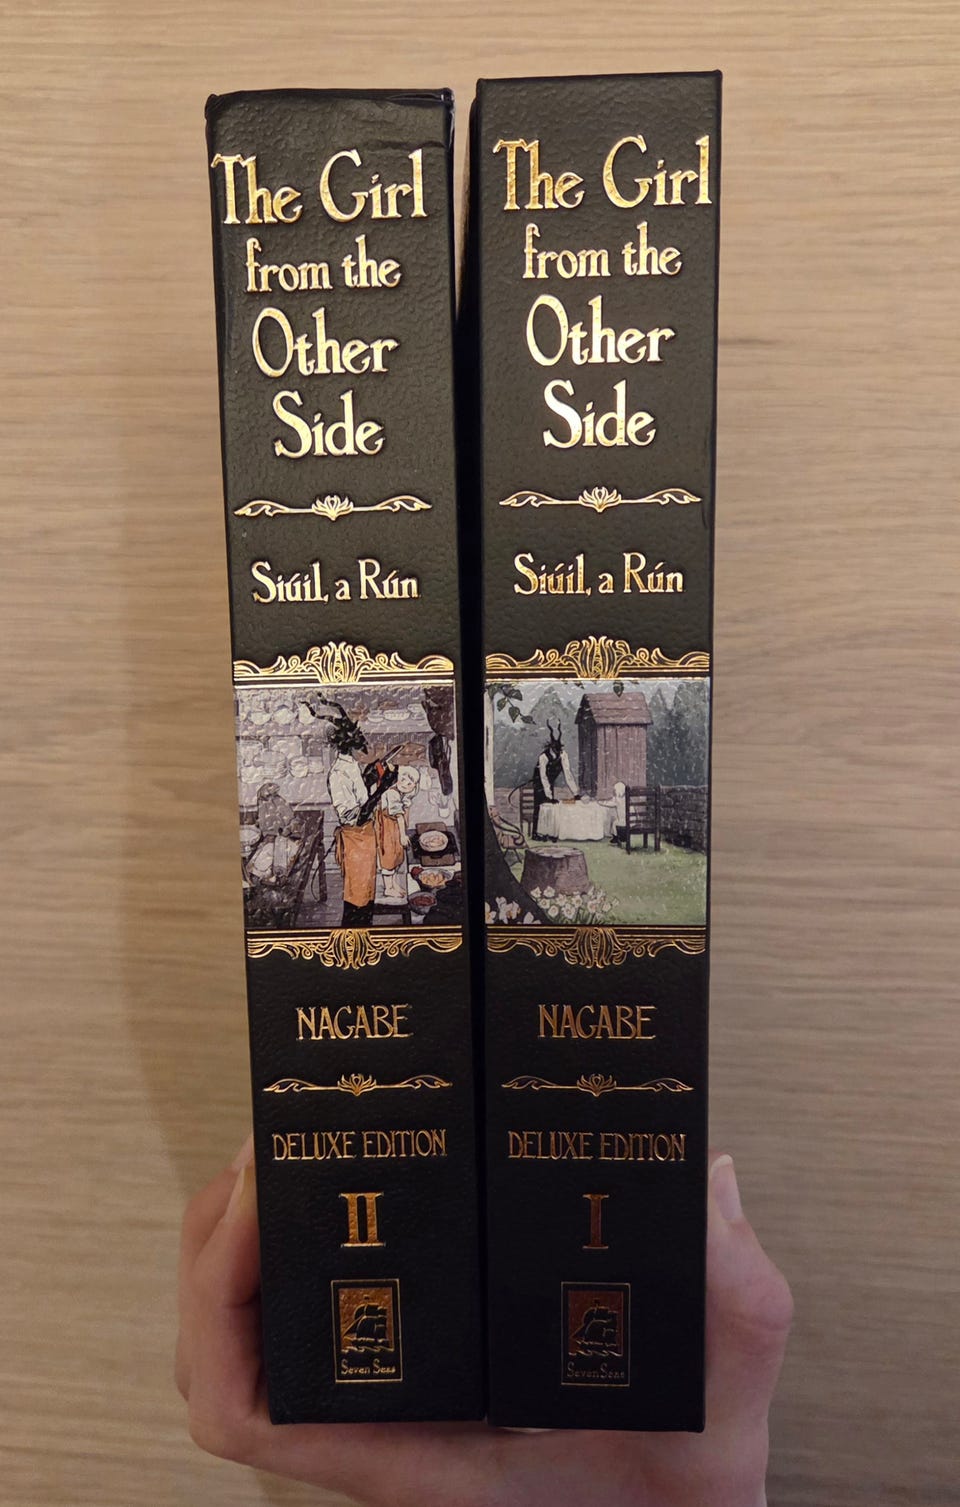 The Girl
from the
Other
Side
Siúil, a Rún
NAGABE
DELUXE EDITION
II
Seven Seas
The Girl
from the
Other
Side
Siúil, a Rún
NAGABE
DELUXE EDITION
I
Seven Seas